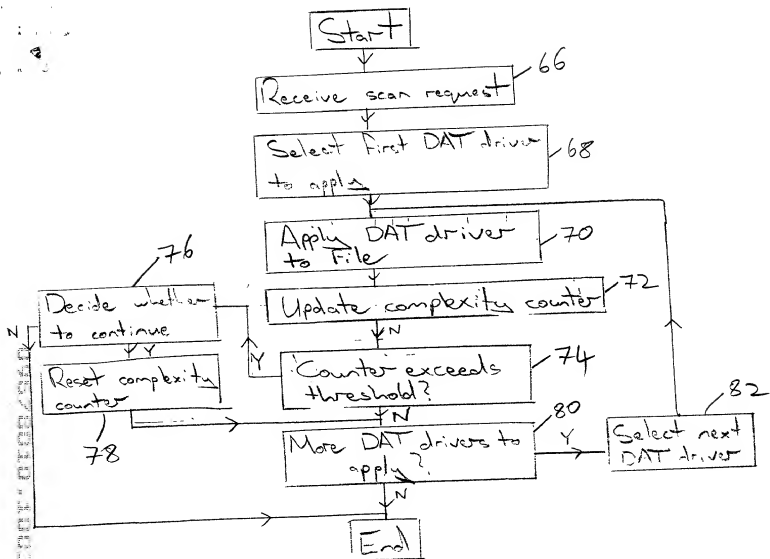 Start
Receive scan request
66
Select first DAT driver
to apply
68
Apply DAT driver
to File
70
76
Decide whether
to continue
Update complexity counter
72
N
N
Y
Y
Reset complexity
counter
78
Counter exceeds
threshold?
74
N
80
82
More DAT drivers to
apply?
Y
Select next
DAT driver
N
End